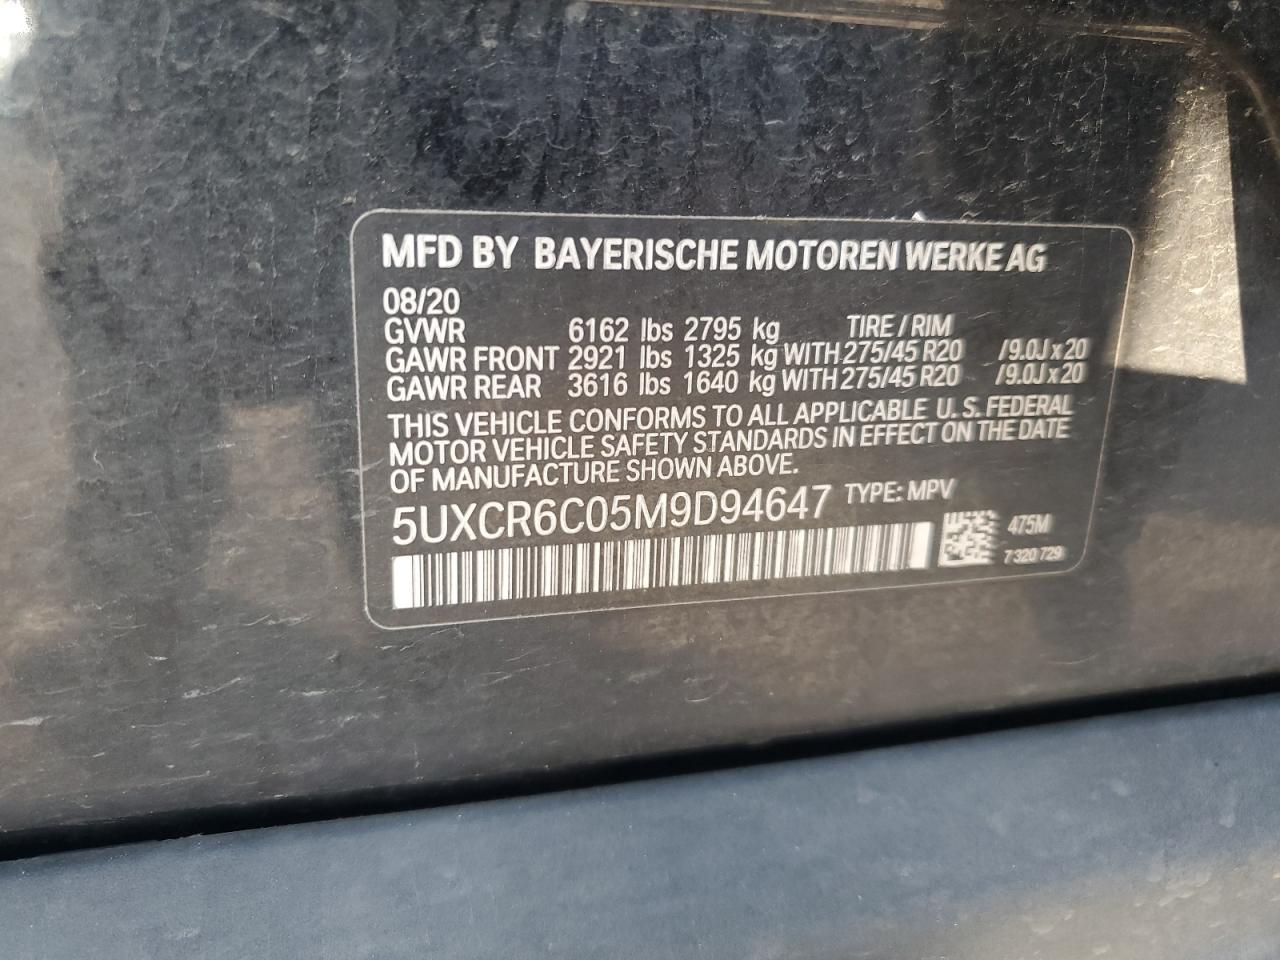 MFD BY BAYERISCHE MOTOREN WERKE AG
08/20
GVWR 6162 lbs 2795 kg TIRE / RIM
GAWR FRONT 2921 lbs 1325 kg WITH 275/45 R20 /9.0J x 20
GAWR REAR 3616 lbs 1640 kg WITH 275/45 R20 /9.0J x 20
THIS VEHICLE CONFORMS TO ALL APPLICABLE U.S. FEDERAL
MOTOR VEHICLE SAFETY STANDARDS IN EFFECT ON THE DATE
OF MANUFACTURE SHOWN ABOVE.
5UXCR6C05M9D94647 TYPE: MPV
475M
7 320 729